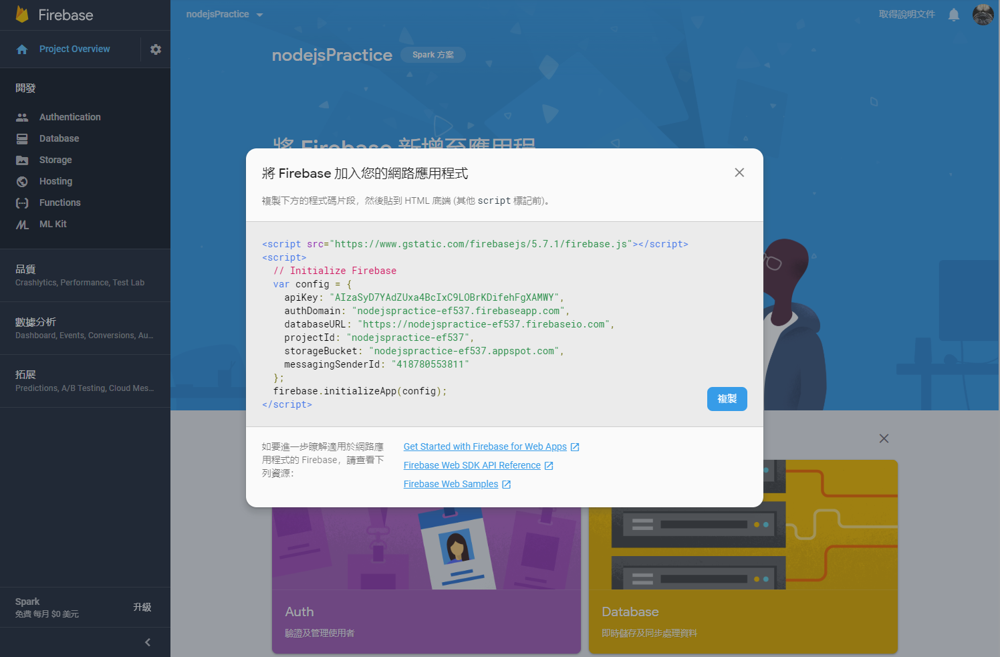 Firebase
Project Overview
開發
Authentication
Database
Storage
Hosting
Functions
ML Kit
品質
Crashlytics, Performance, Test Lab
數據分析
Dashboard, Events, Conversions, Au...
拓展
Predictions, A/B Testing, Cloud Mes...
Spark
免費 每月 $0 美元
升級
nodejsPractice
取得說明文件
nodejsPractice
Spark 方案
將 Firebase 新增至應用程
將 Firebase 加入您的網路應用程式
複製下方的程式碼片段，然後貼到 HTML 底端 (其他 script 標記前)。
<script src="https://www.gstatic.com/firebasejs/5.7.1/firebase.js"></script>
<script>
// Initialize Firebase
var config = {
apiKey: "AIzaSyD7YAdZUxa4BcIxC9LOBrKDifehFgXAMWY",
authDomain: "nodejspractice-ef537.firebaseapp.com",
databaseURL: "https://nodejspractice-ef537.firebaseio.com",
projectId: "nodejspractice-ef537",
storageBucket: "nodejspractice-ef537.appspot.com",
messagingSenderId: "418780553811"
};
firebase.initializeApp(config);
</script>
複製
如要進一步瞭解適用於網路應
用程式的 Firebase，請查看下
列資源：
Get Started with Firebase for Web Apps
Firebase Web SDK API Reference
Firebase Web Samples
Auth
驗證及管理使用者
Database
即時儲存及同步處理資料